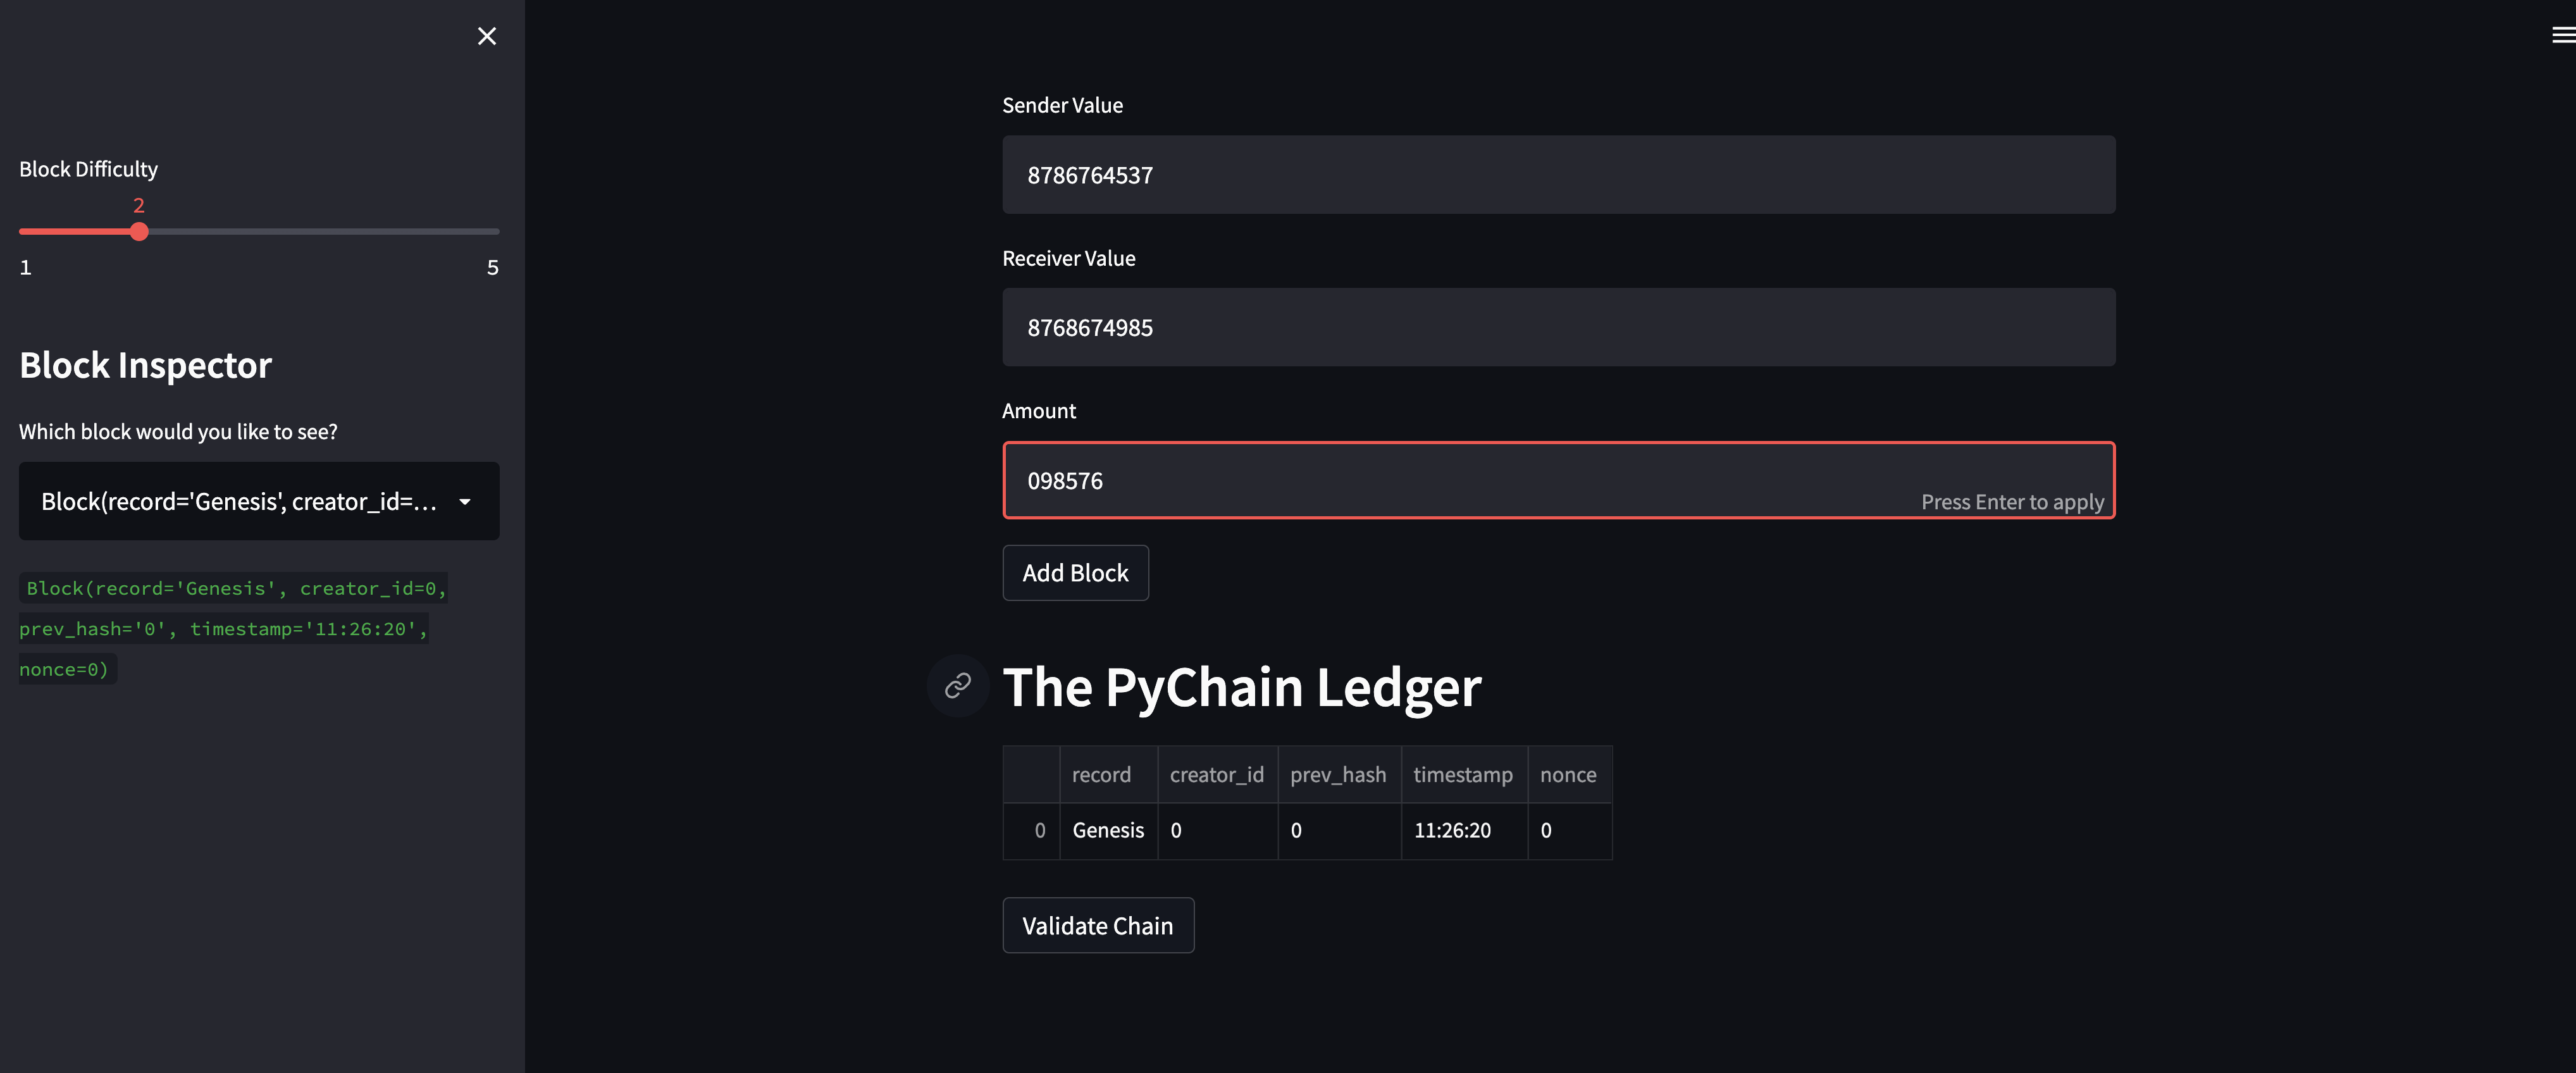 Block Difficulty
2
1 5
Block Inspector
Which block would you like to see?
Block(record='Genesis', creator_id=...
Block(record='Genesis', creator_id=0,
prev_hash='0', timestamp='11:26:20',
nonce=0)
Sender Value
8786764537
Receiver Value
8768674985
Amount
098576
Press Enter to apply
Add Block
The PyChain Ledger
record creator_id prev_hash timestamp nonce
0 Genesis 0 0 11:26:20 0
Validate Chain